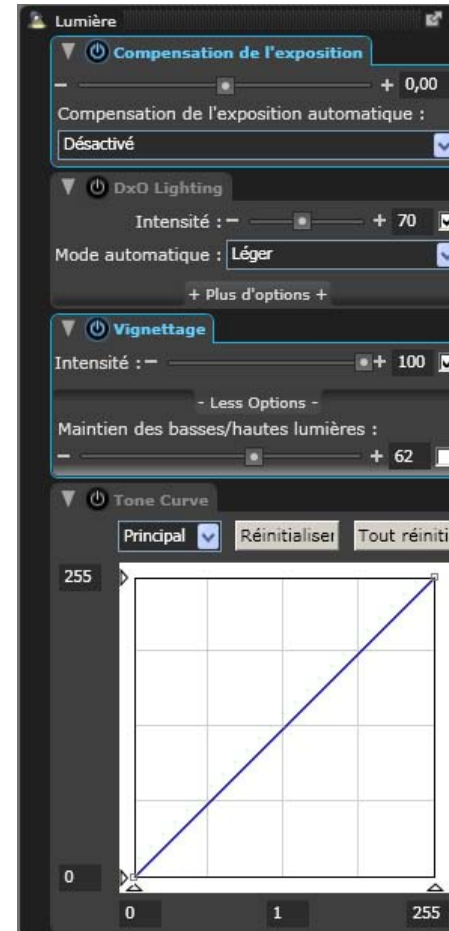 Lumière
Compensation de l'exposition
- + 0,00
Compensation de l'exposition automatique :
Désactivé
DxO Lighting
Intensité : - + 70
Mode automatique : Léger
+ Plus d'options +
Vignettage
Intensité : - + 100
- Less Options -
Maintien des basses/hautes lumières :
- + 62
Tone Curve
Principal Réinitialiser Tout réiniti
255
0
0 1 255